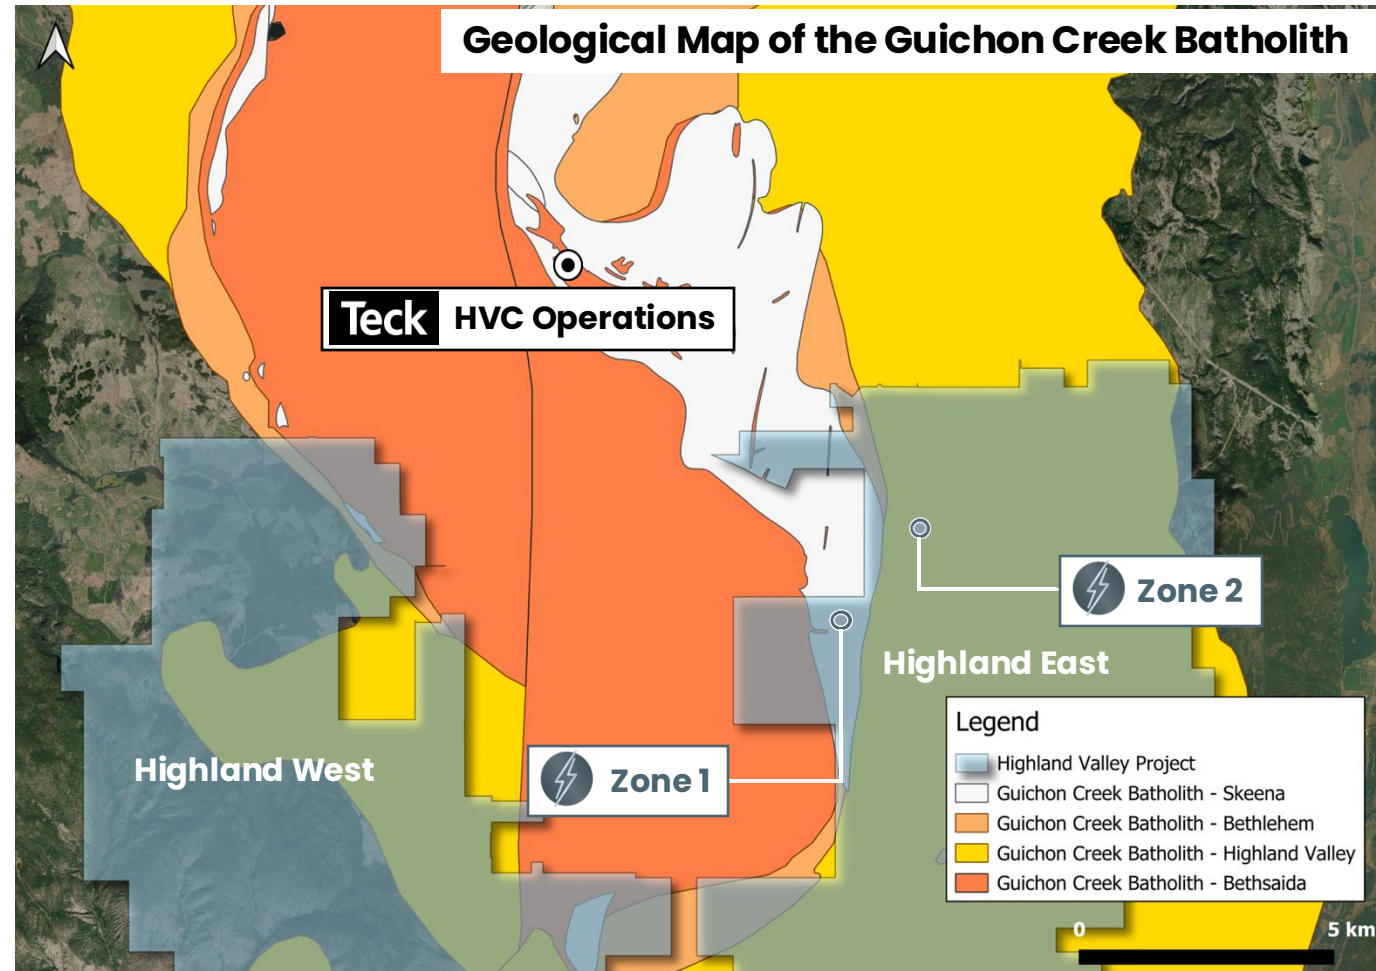 Geological Map of the Guichon Creek Batholith
Teck HVC Operations
Zone 2
Highland East
Highland West
Zone 1
Legend
Highland Valley Project
Guichon Creek Batholith - Skeena
Guichon Creek Batholith - Bethlehem
Guichon Creek Batholith - Highland Valley
Guichon Creek Batholith - Bethsaida
0 5 km